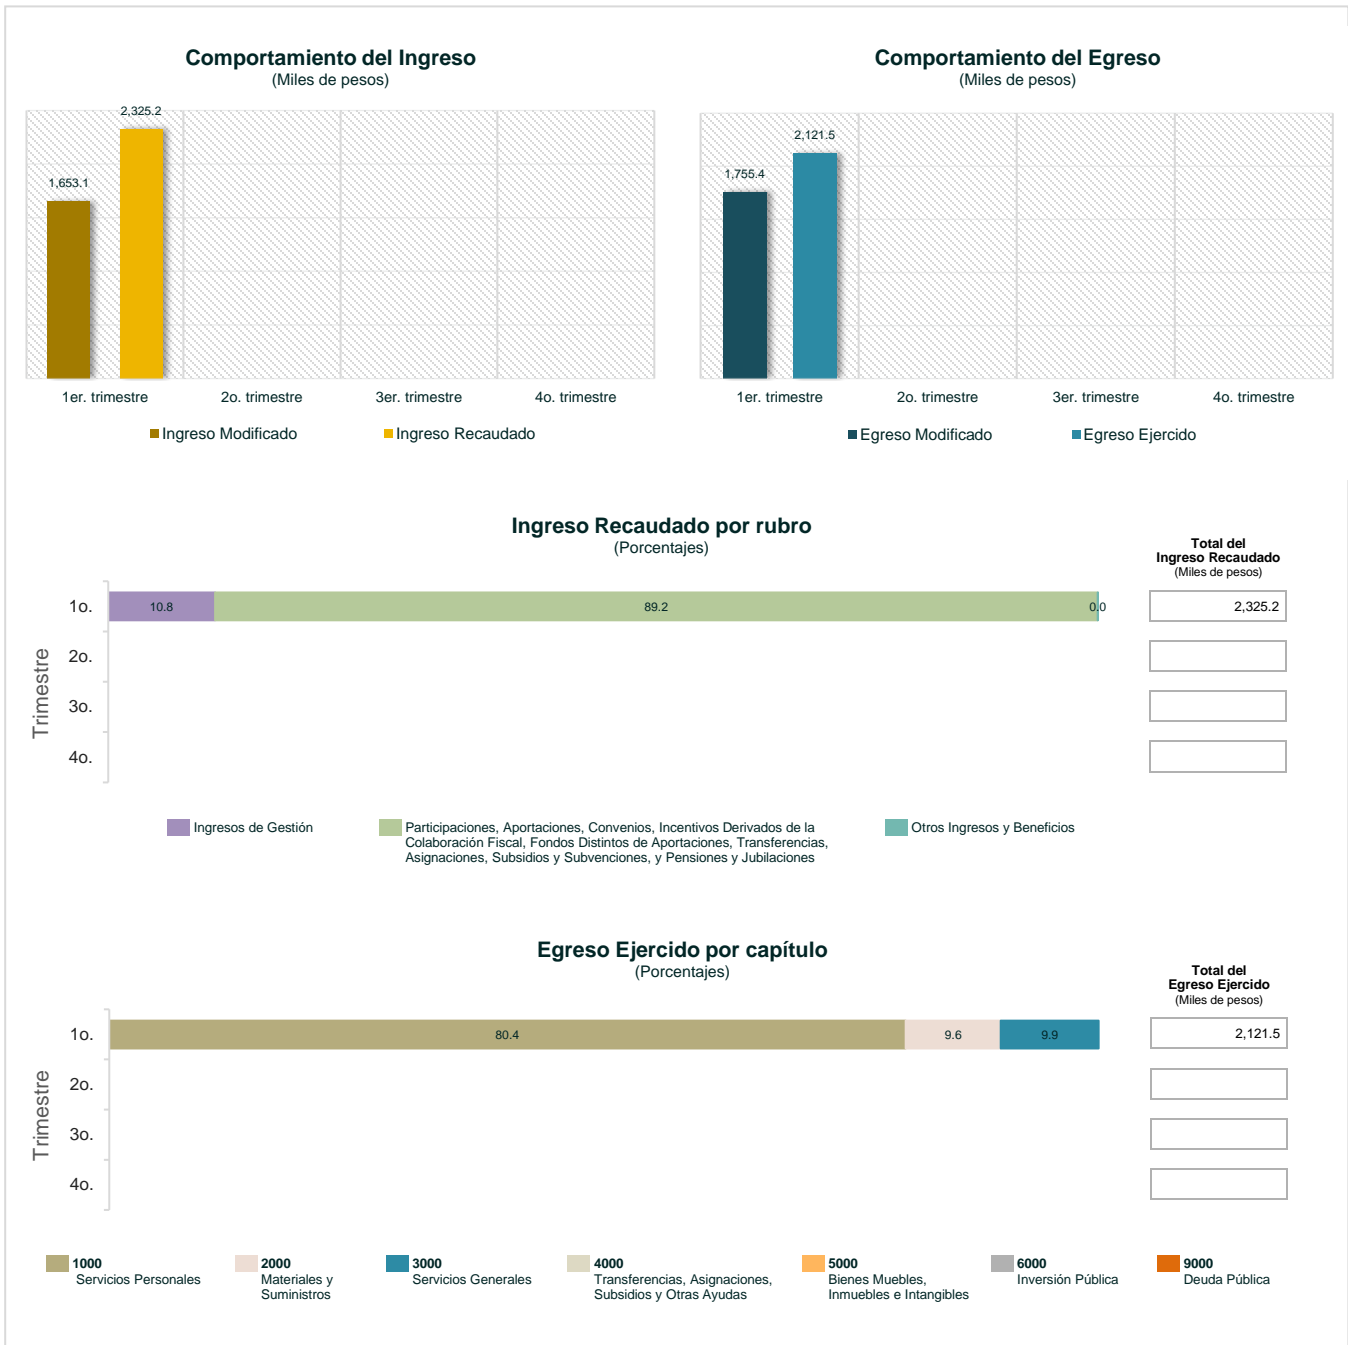 Comportamiento del Ingreso
(Miles de pesos)
2,325.2
1,653.1
1er. trimestre
2o. trimestre
3er. trimestre
4o. trimestre
Ingreso Modificado
Ingreso Recaudado
Comportamiento del Egreso
(Miles de pesos)
2,121.5
1,755.4
1er. trimestre
2o. trimestre
3er. trimestre
4o. trimestre
Egreso Modificado
Egreso Ejercido
Ingreso Recaudado por rubro
(Porcentajes)
Total del
Ingreso Recaudado
(Miles de pesos)
Trimestre
1o.
10.8
89.2
0.0
2,325.2
2o.
3o.
4o.
Ingresos de Gestión
Participaciones, Aportaciones, Convenios, Incentivos Derivados de la
Colaboración Fiscal, Fondos Distintos de Aportaciones, Transferencias,
Asignaciones, Subsidios y Subvenciones, y Pensiones y Jubilaciones
Otros Ingresos y Beneficios
Egreso Ejercido por capítulo
(Porcentajes)
Total del
Egreso Ejercido
(Miles de pesos)
Trimestre
1o.
80.4
9.6
9.9
2,121.5
2o.
3o.
4o.
1000
Servicios Personales
2000
Materiales y
Suministros
3000
Servicios Generales
4000
Transferencias, Asignaciones,
Subsidios y Otras Ayudas
5000
Bienes Muebles,
Inmuebles e Intangibles
6000
Inversión Pública
9000
Deuda Pública